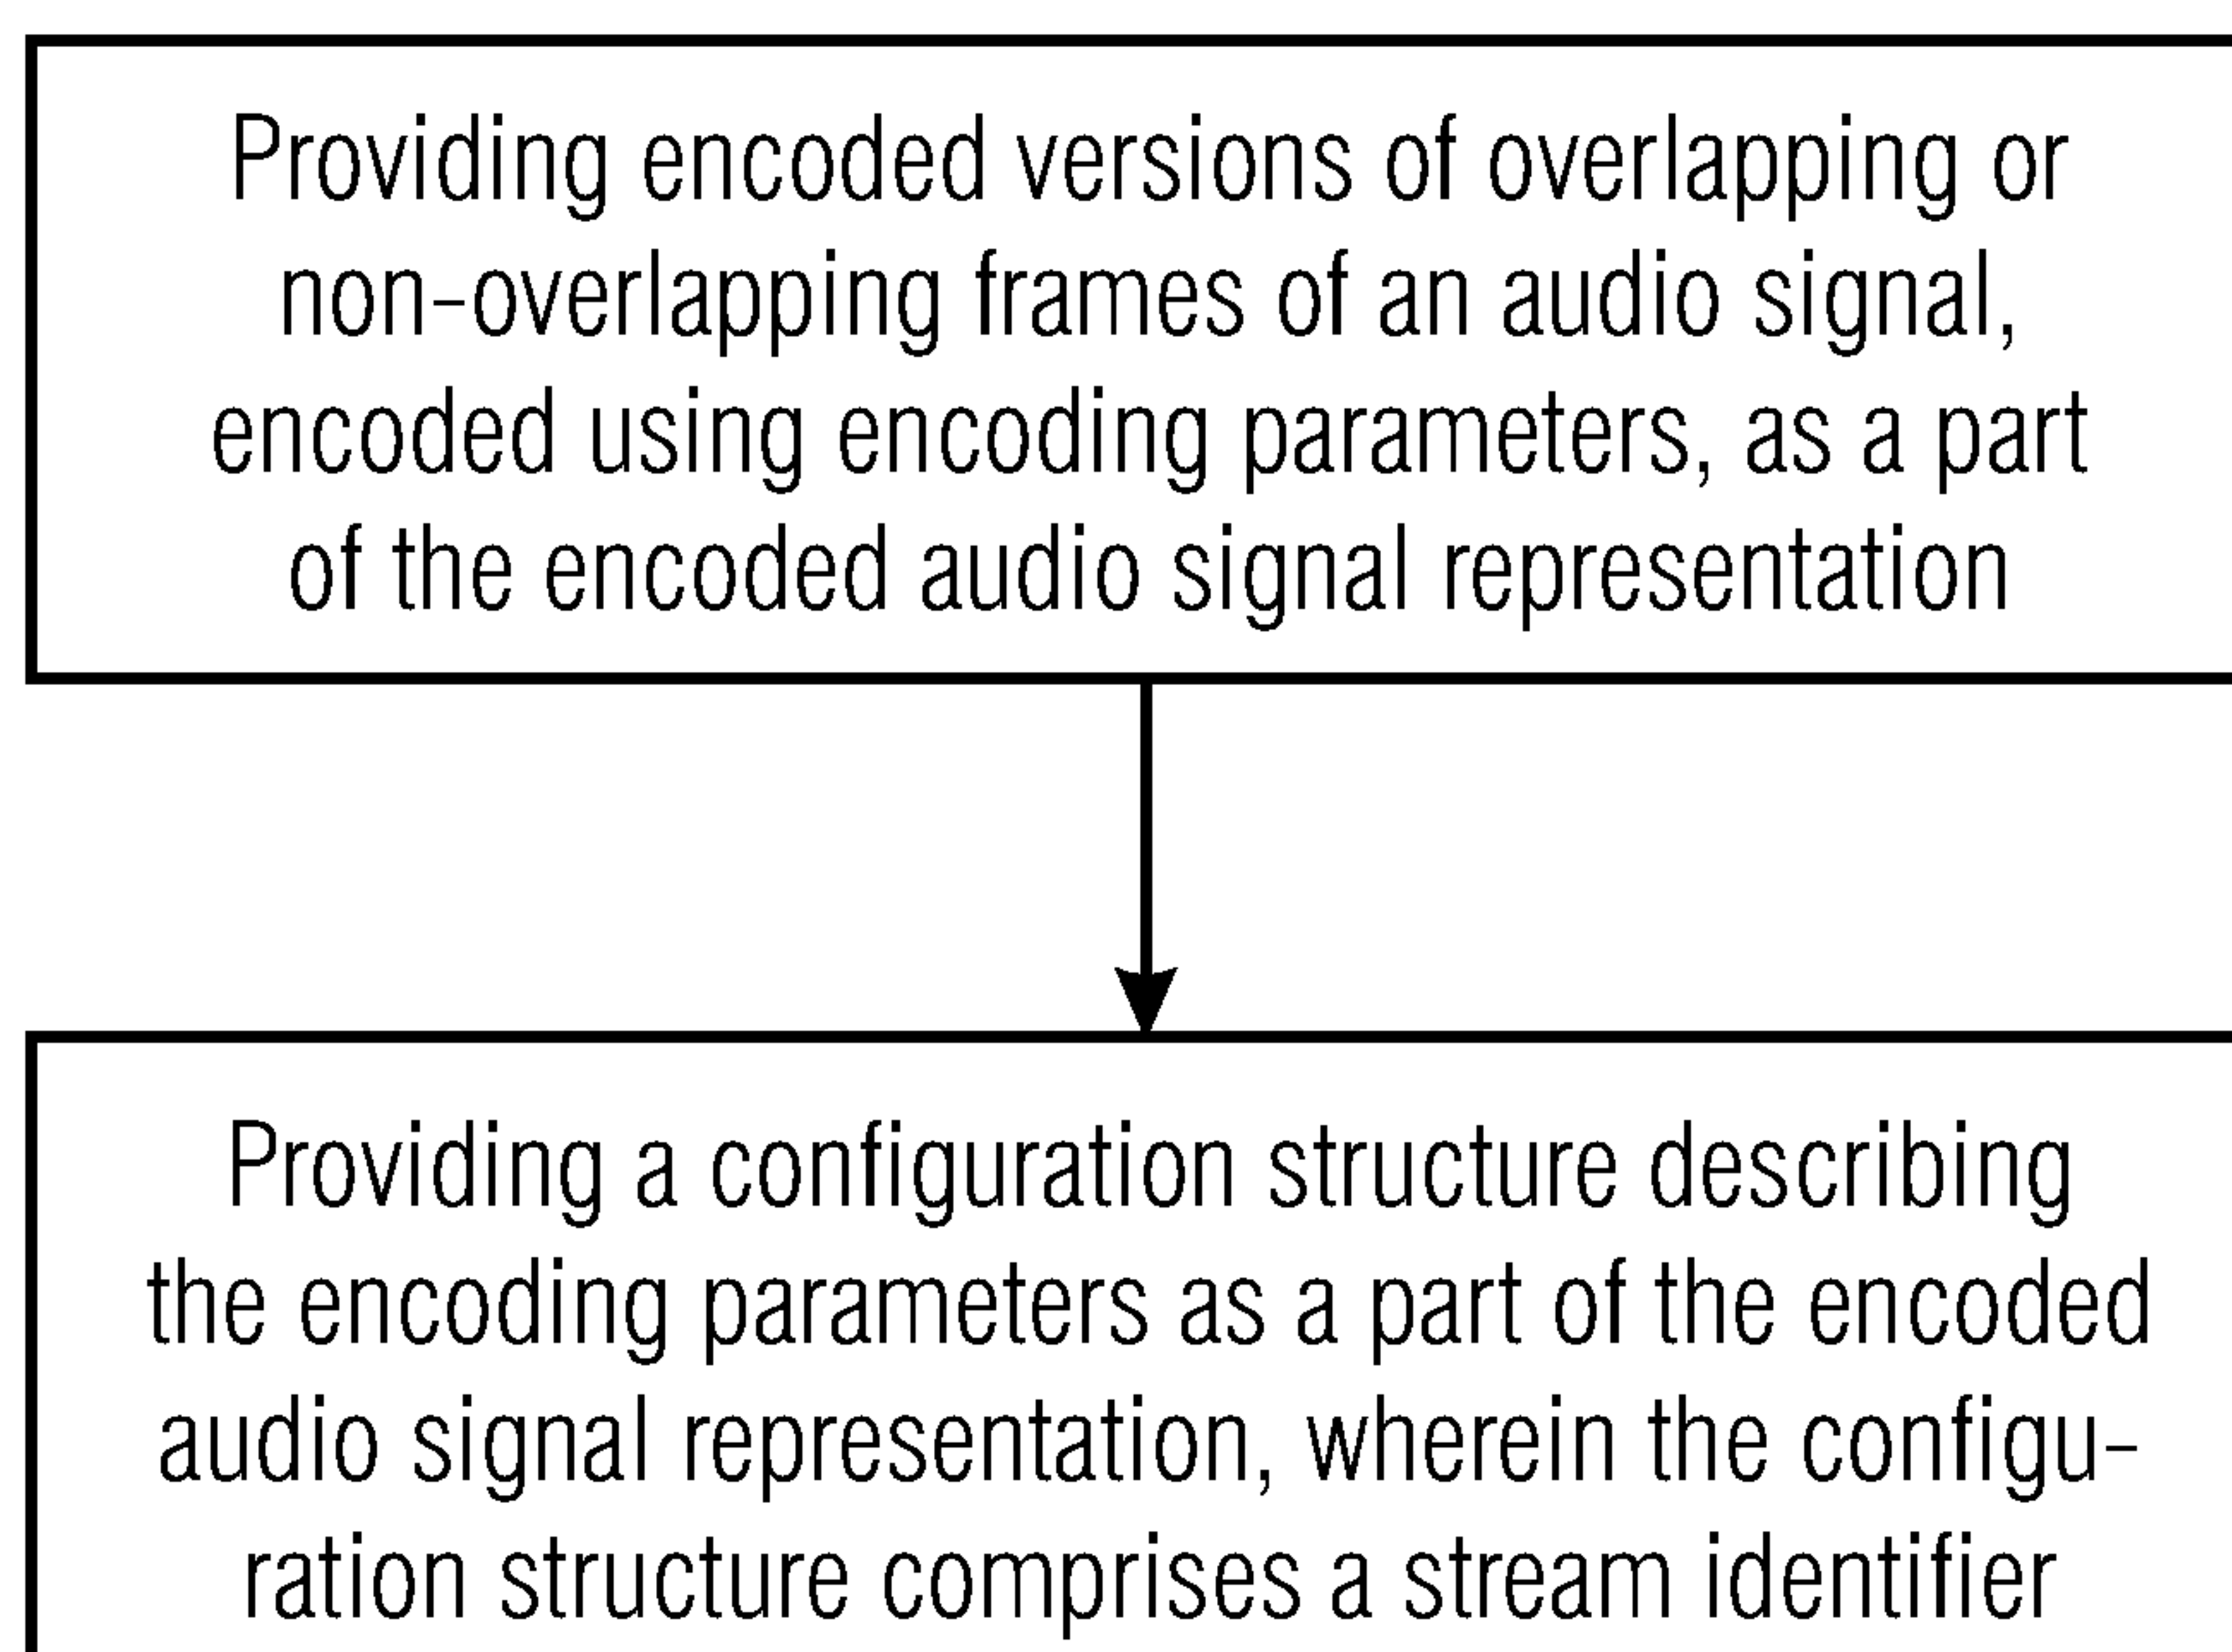 Providing encoded versions of overlapping or
non-overlapping frames of an audio signal,
encoded using encoding parameters, as a part
of the encoded audio signal representation
Providing a configuration structure describing
the encoding parameters as a part of the encoded
audio signal representation, wherein the configu-
ration structure comprises a stream identifier